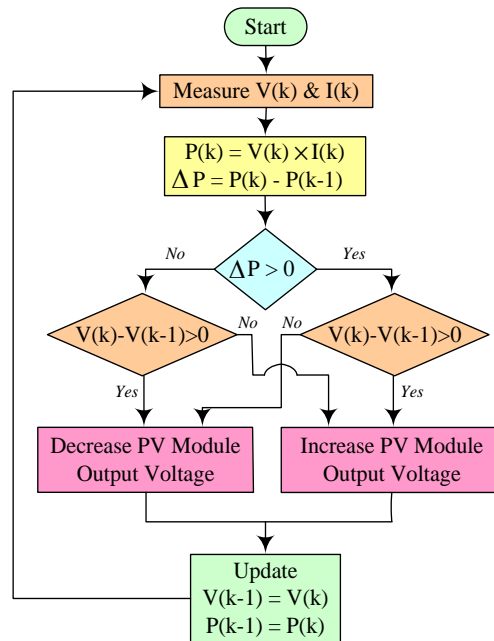 Start
Measure V(k) & I(k)
P(k) = V(k) × I(k)
Δ P = P(k) - P(k-1)
No
Yes
ΔP > 0
V(k)-V(k-1)>0
No
No
V(k)-V(k-1)>0
Yes
Yes
Decrease PV Module
Output Voltage
Increase PV Module
Output Voltage
Update
V(k-1) = V(k)
P(k-1) = P(k)